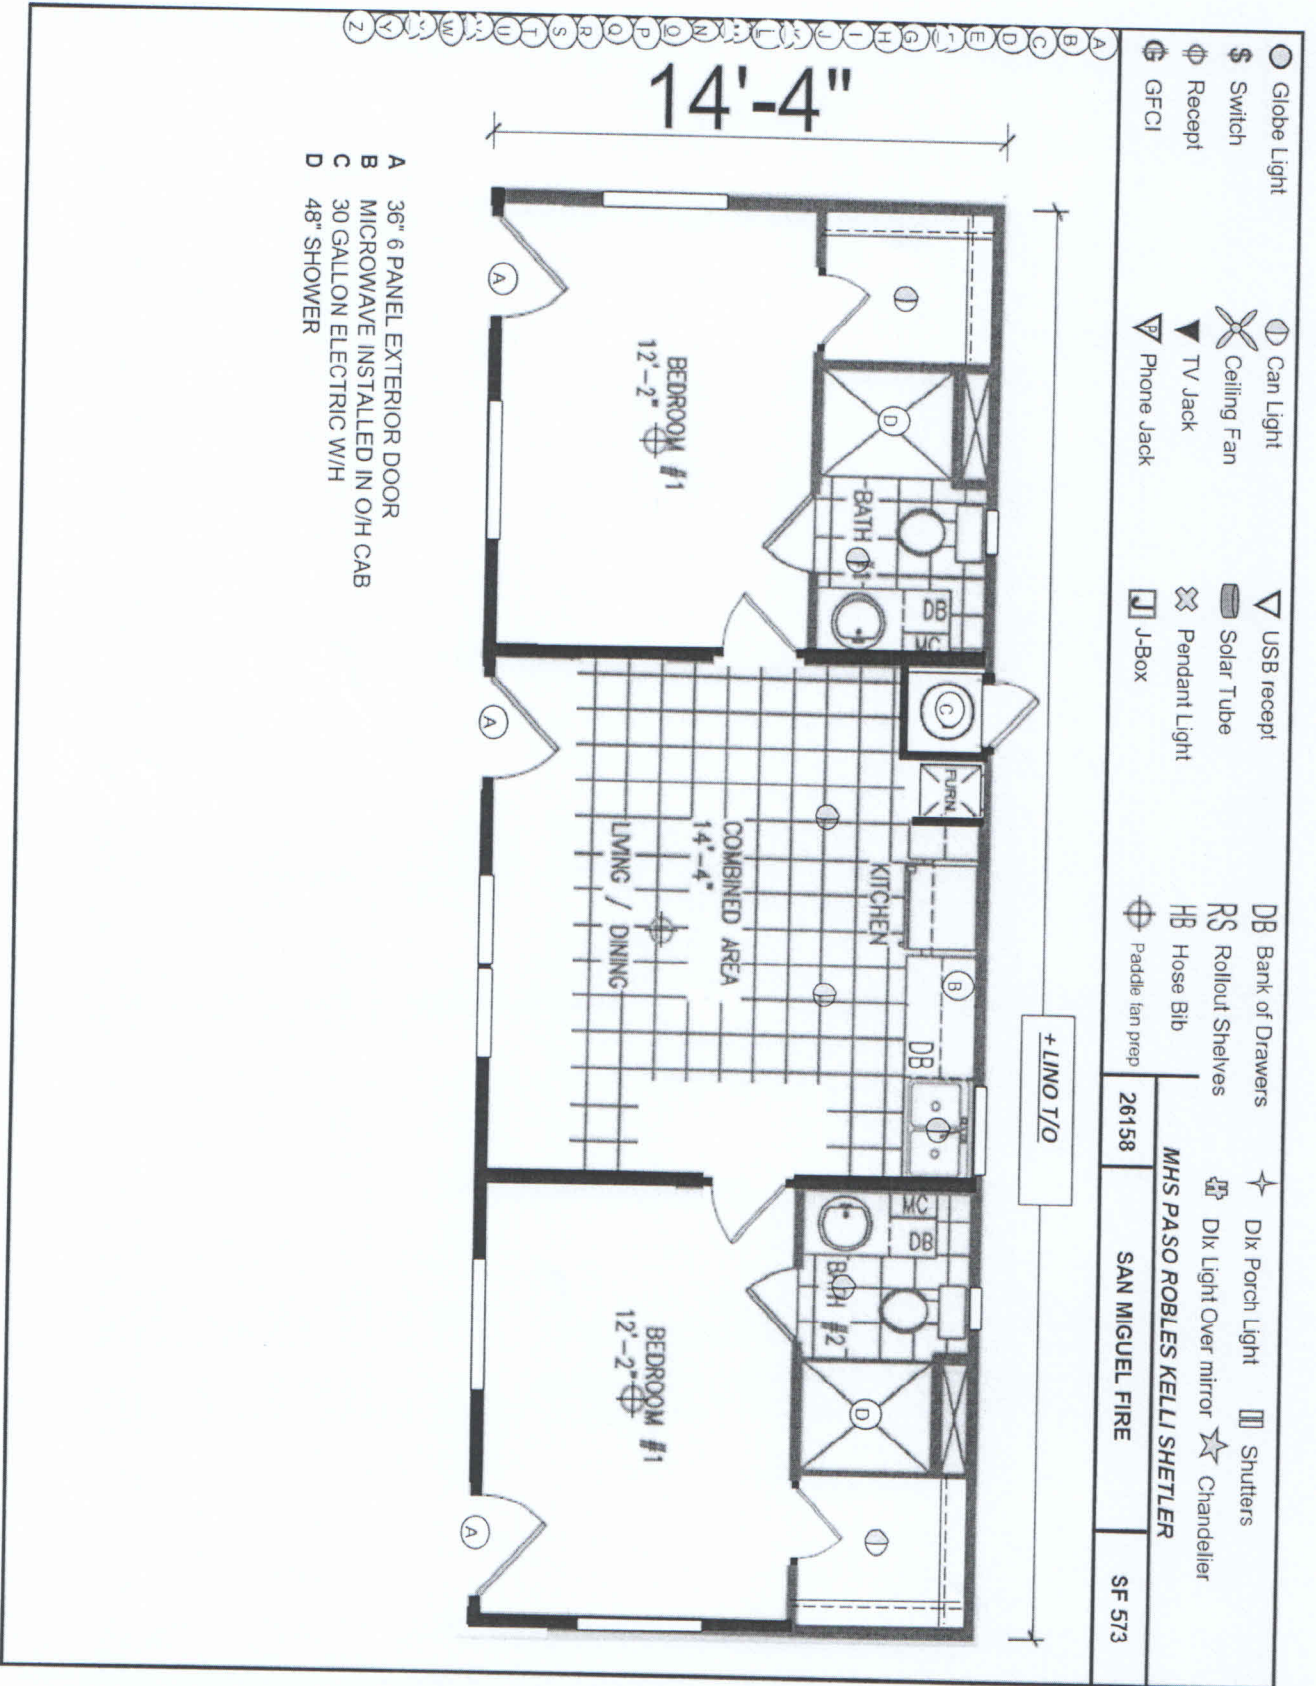 Globe Light
Can Light
USB recept
DB Bank of Drawers
Dlx Porch Light
Shutters
$ Switch
Ceiling Fan
Solar Tube
RS Rollout Shelves
Dlx Light Over mirror
Chandelier
Recept
TV Jack
Pendant Light
HB Hose Bib
GFCI
P Phone Jack
J J-Box
Paddle fan prep
MHS PASO ROBLES KELLI SHETLER
26158
SAN MIGUEL FIRE
SF 573
A
B
C
D
E
G
H
I
J
L
N
O
P
Q
R
S
T
U
W
Y
Z
+ LINO T/O
14'-4"
D
BATH
DB
MC
C
FURN.
KITCHEN
B
DB
MC
DB
BATH #2
D
BEDROOM #1
12'-2"
COMBINED AREA
14'-4"
LIVING / DINING
BEDROOM #1
12'-2"
A
A
A
A 36" 6 PANEL EXTERIOR DOOR
B MICROWAVE INSTALLED IN O/H CAB
C 30 GALLON ELECTRIC W/H
D 48" SHOWER